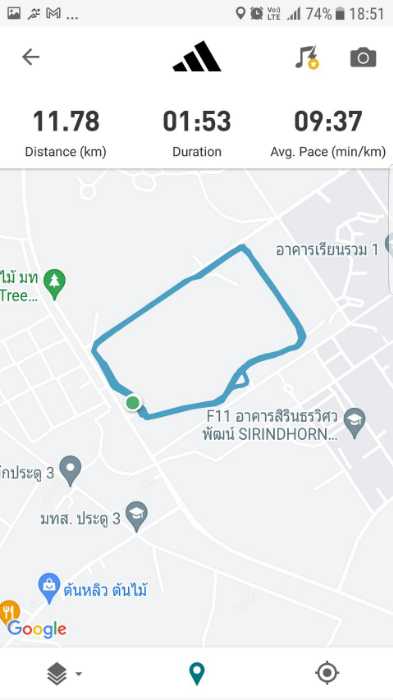 ... Vo) LTE 74% 18:51
11.78 01:53 09:37
Distance (km) Duration Avg. Pace (min/km)
อาคารเรียนรวม 1
ไม้ มท
Tree...
F11 อาคารสิรินธรวิศว
พัฒน์ SIRINDHORN...
กประตู 3
มทส. ประตู 3
ต้นหลิว ต้นไม้
Google